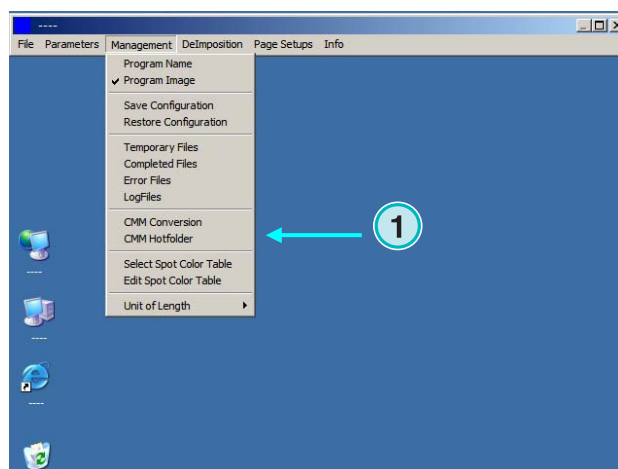 ----
File Parameters Management DeImposition Page Setups Info
Program Name
Program Image
Save Configuration
Restore Configuration
Temporary Files
Completed Files
Error Files
LogFiles
CMM Conversion
CMM Hotfolder
1
Select Spot Color Table
Edit Spot Color Table
Unit of Length
----
----
----